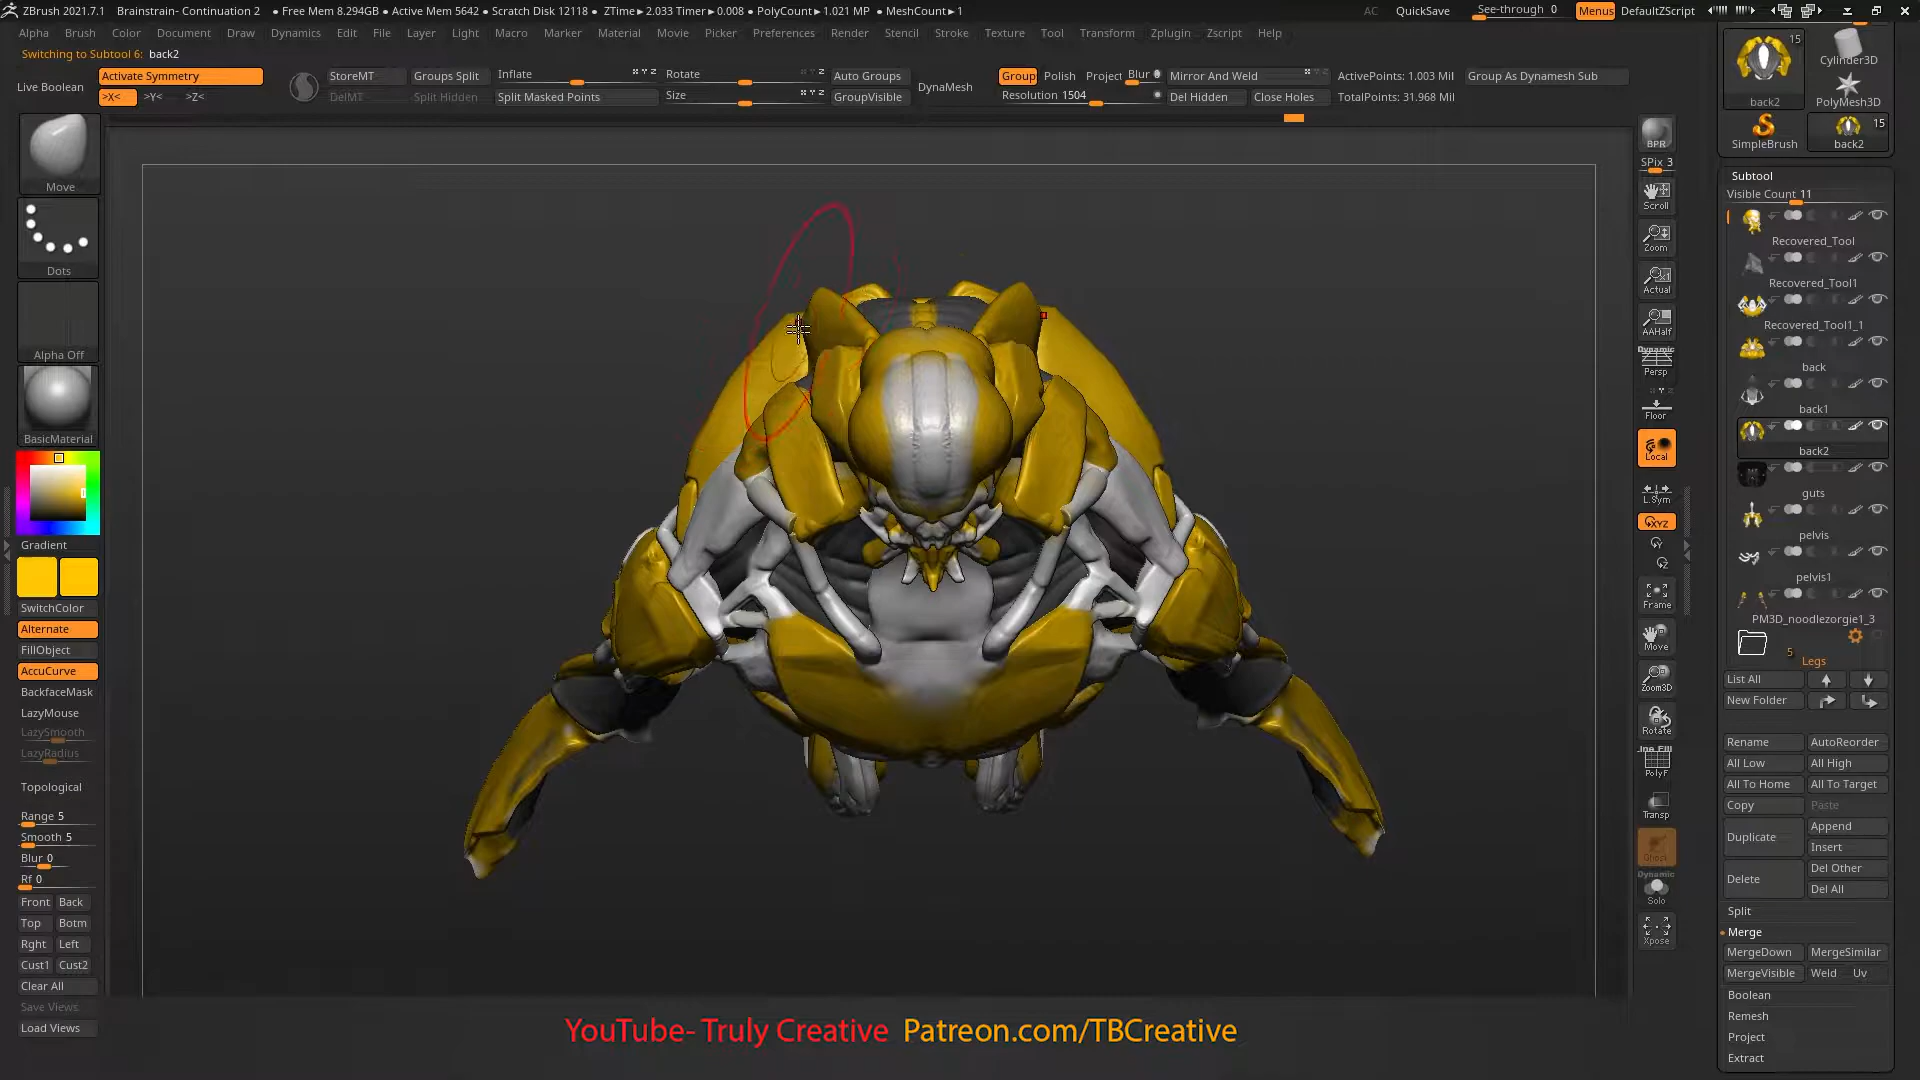 ZBrush 2021.7.1 Brainstrain- Continuation 2 ● Free Mem 8.294GB ● Active Mem 5642 ● Scratch Disk 12118 ● ZTime▸2.033 Timer▸0.008 ● PolyCount▸1.021 MP ● MeshCount▸1 AC QuickSave See-through 0 Menus DefaultZScript
Alpha Brush Color Document Draw Dynamics Edit File Layer Light Macro Marker Material Movie Picker Preferences Render Stencil Stroke Texture Tool Transform Zplugin Zscript Help
Switching to Subtool 6: back2
Live Boolean
Activate Symmetry
>X< >Y< >Z<
StoreMT
DelMT
Groups Split
Split Hidden
Inflate
Split Masked Points
Rotate
Size
Auto Groups
GroupVisible
DynaMesh
Group Polish Project Blur
Resolution 1504
Mirror And Weld
Del Hidden Close Holes
ActivePoints: 1.003 Mil
TotalPoints: 31.968 Mil
Group As Dynamesh Sub
Move
Dots
Alpha Off
BasicMaterial
Gradient
SwitchColor
Alternate
FillObject
AccuCurve
BackfaceMask
LazyMouse
LazySmooth
LazyRadius
Topological
Range 5
Smooth 5
Blur 0
Rf 0
Front Back
Top Botm
Rght Left
Cust1 Cust2
Clear All
Save Views
Load Views
BPR
SPix 3
Scroll
Zoom
Actual
AAHalf
Dynamic
Persp
Floor
Local
L.Sym
XYZ
Y
Z
Frame
Move
Zoom3D
Rotate
Line Fill
PolyF
Transp
Ghost
Dynamic
Solo
Xpose
15
back2
Cylinder3D
PolyMesh3D
SimpleBrush
15
back2
Subtool
Visible Count 11
Recovered_Tool
Recovered_Tool1
Recovered_Tool1_1
back
back1
back2
guts
pelvis
pelvis1
PM3D_noodlezorgie1_3
5
Legs
List All
New Folder
Rename AutoReorder
All Low All High
All To Home All To Target
Copy Paste
Duplicate Append
Insert
Delete Del Other
Del All
Split
Merge
MergeDown MergeSimilar
MergeVisible Weld Uv
Boolean
Remesh
Project
Extract
YouTube- Truly Creative Patreon.com/TBCreative